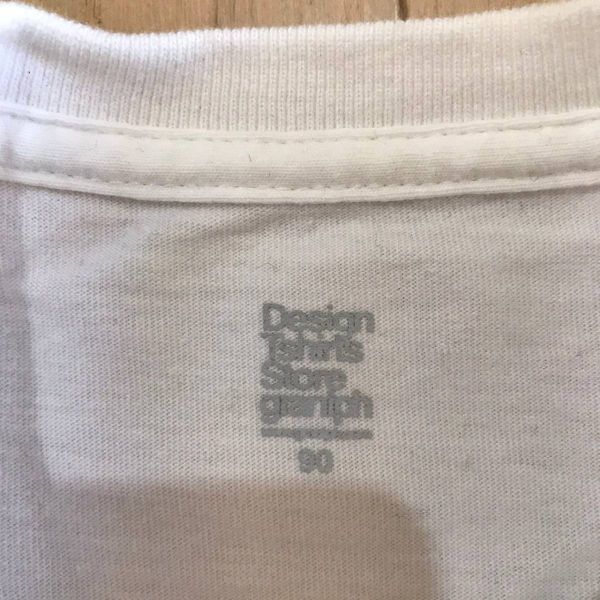 Design
Tshirts
Store
graniph
90